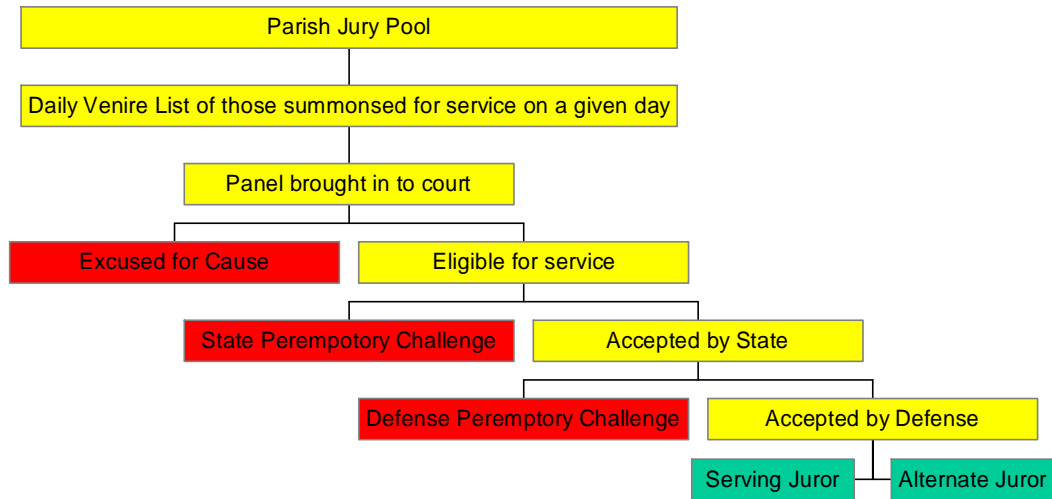 Parish Jury Pool
Daily Venire List of those summonsed for service on a given day
Panel brought in to court
Excused for Cause
Eligible for service
State Perempotory Challenge
Accepted by State
Defense Peremptory Challenge
Accepted by Defense
Serving Juror
Alternate Juror